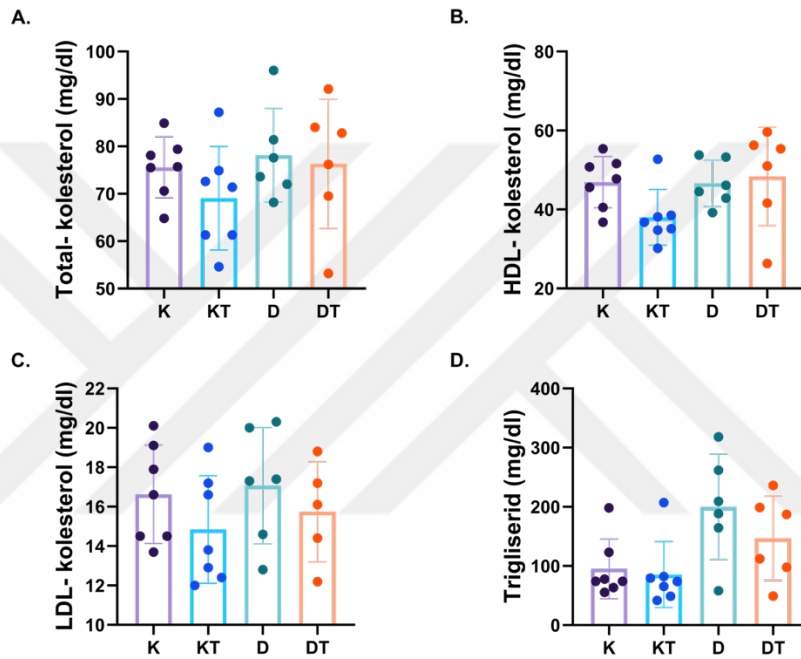 A.
Total- kolesterol (mg/dl)
100
90
80
70
60
50
K KT D DT
B.
HDL- kolesterol (mg/dl)
80
60
40
20
K KT D DT
C.
LDL- kolesterol (mg/dl)
22
20
18
16
14
12
10
K KT D DT
D.
Trigliserid (mg/dl)
400
300
200
100
0
K KT D DT